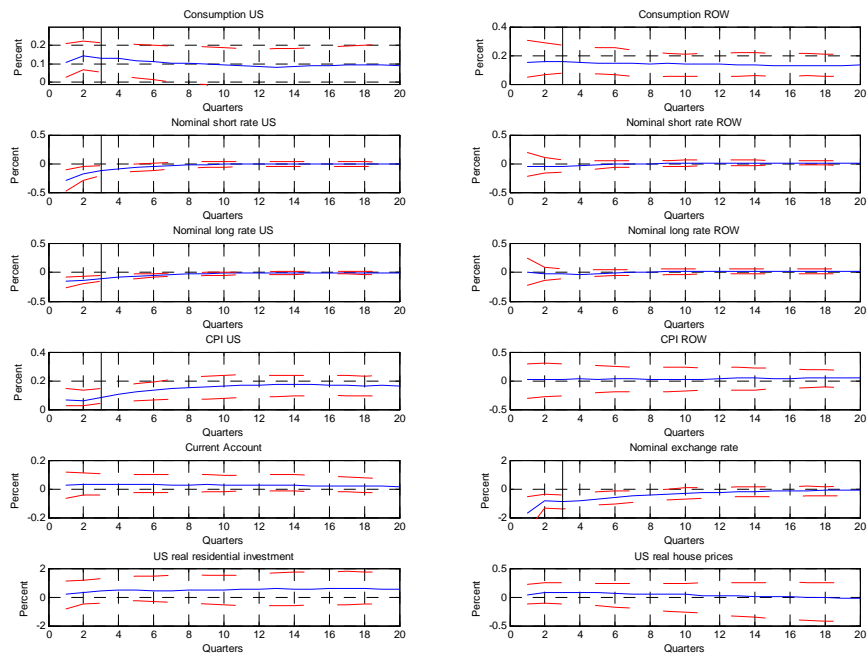 Consumption US
Percent
0.2
0.1
0
0 2 4 6 8 10 12 14 16 18 20
Quarters
Consumption ROW
Percent
0.4
0.2
0
0 2 4 6 8 10 12 14 16 18 20
Quarters
Nominal short rate US
Percent
0.5
0
-0.5
0 2 4 6 8 10 12 14 16 18 20
Quarters
Nominal short rate ROW
Percent
0.5
0
-0.5
0 2 4 6 8 10 12 14 16 18 20
Quarters
Nominal long rate US
Percent
0.5
0
-0.5
0 2 4 6 8 10 12 14 16 18 20
Quarters
Nominal long rate ROW
Percent
0.5
0
-0.5
0 2 4 6 8 10 12 14 16 18 20
Quarters
CPI US
Percent
0.4
0.2
0
0 2 4 6 8 10 12 14 16 18 20
Quarters
CPI ROW
Percent
0.5
0
-0.5
0 2 4 6 8 10 12 14 16 18 20
Quarters
Current Account
Percent
0.2
0
-0.2
0 2 4 6 8 10 12 14 16 18 20
Quarters
Nominal exchange rate
Percent
2
0
-2
0 2 4 6 8 10 12 14 16 18 20
Quarters
US real residential investment
Percent
2
0
-2
0 2 4 6 8 10 12 14 16 18 20
Quarters
US real house prices
Percent
0.5
0
-0.5
0 2 4 6 8 10 12 14 16 18 20
Quarters